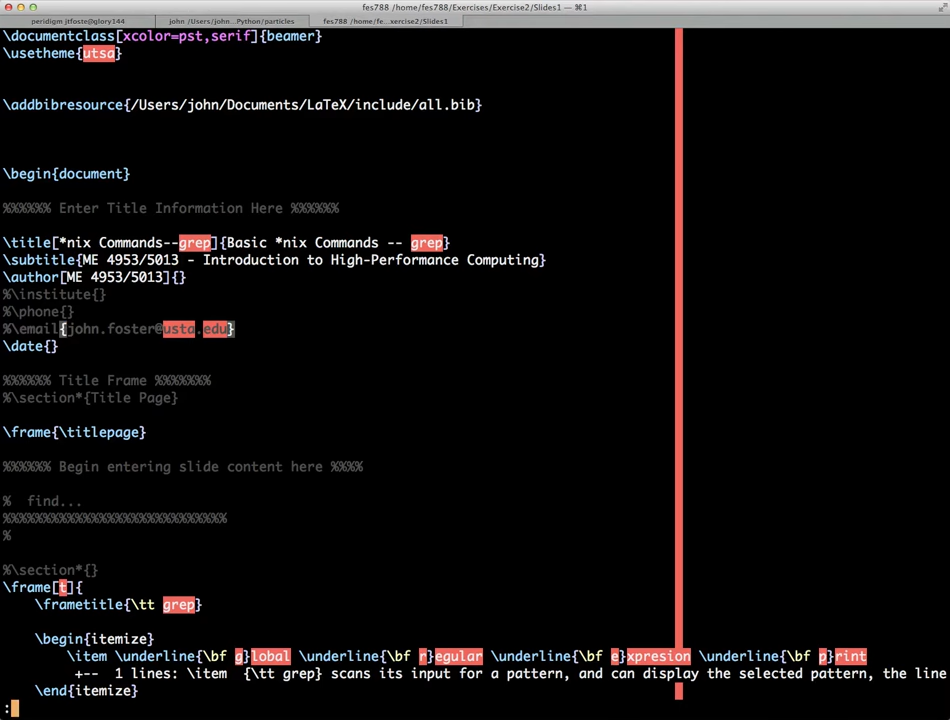 fes788 /home/fes788/Exercises/Exercise2/Slides1 — ⌘1
peridigm jtfoste@glory144
john /Users/john...Python/particles
fes788 /home/fe...xercise2/Slides1
\documentclass[xcolor=pst,serif]{beamer}
\usetheme{utsa}
\addbibresource{/Users/john/Documents/LaTeX/include/all.bib}
\begin{document}
%%%%%% Enter Title Information Here %%%%%%
\title[*nix Commands--grep]{Basic *nix Commands -- grep}
\subtitle{ME 4953/5013 - Introduction to High-Performance Computing}
\author[ME 4953/5013]{}
%\institute{}
%\phone{}
%\email{john.foster@usta.edu}
\date{}
%%%%%% Title Frame %%%%%%%
%\section*{Title Page}
\frame{\titlepage}
%%%%%% Begin entering slide content here %%%%
%  find...
%%%%%%%%%%%%%%%%%%%%%%%%%%%%
%
%\section*{}
\frame[t]{
\frametitle{\tt grep}
\begin{itemize}
\item \underline{\bf g}lobal \underline{\bf r}egular \underline{\bf e}xpresion \underline{\bf p}rint
+--  1 lines: \item  {\tt grep} scans its input for a pattern, and can display the selected pattern, the line
\end{itemize}
: